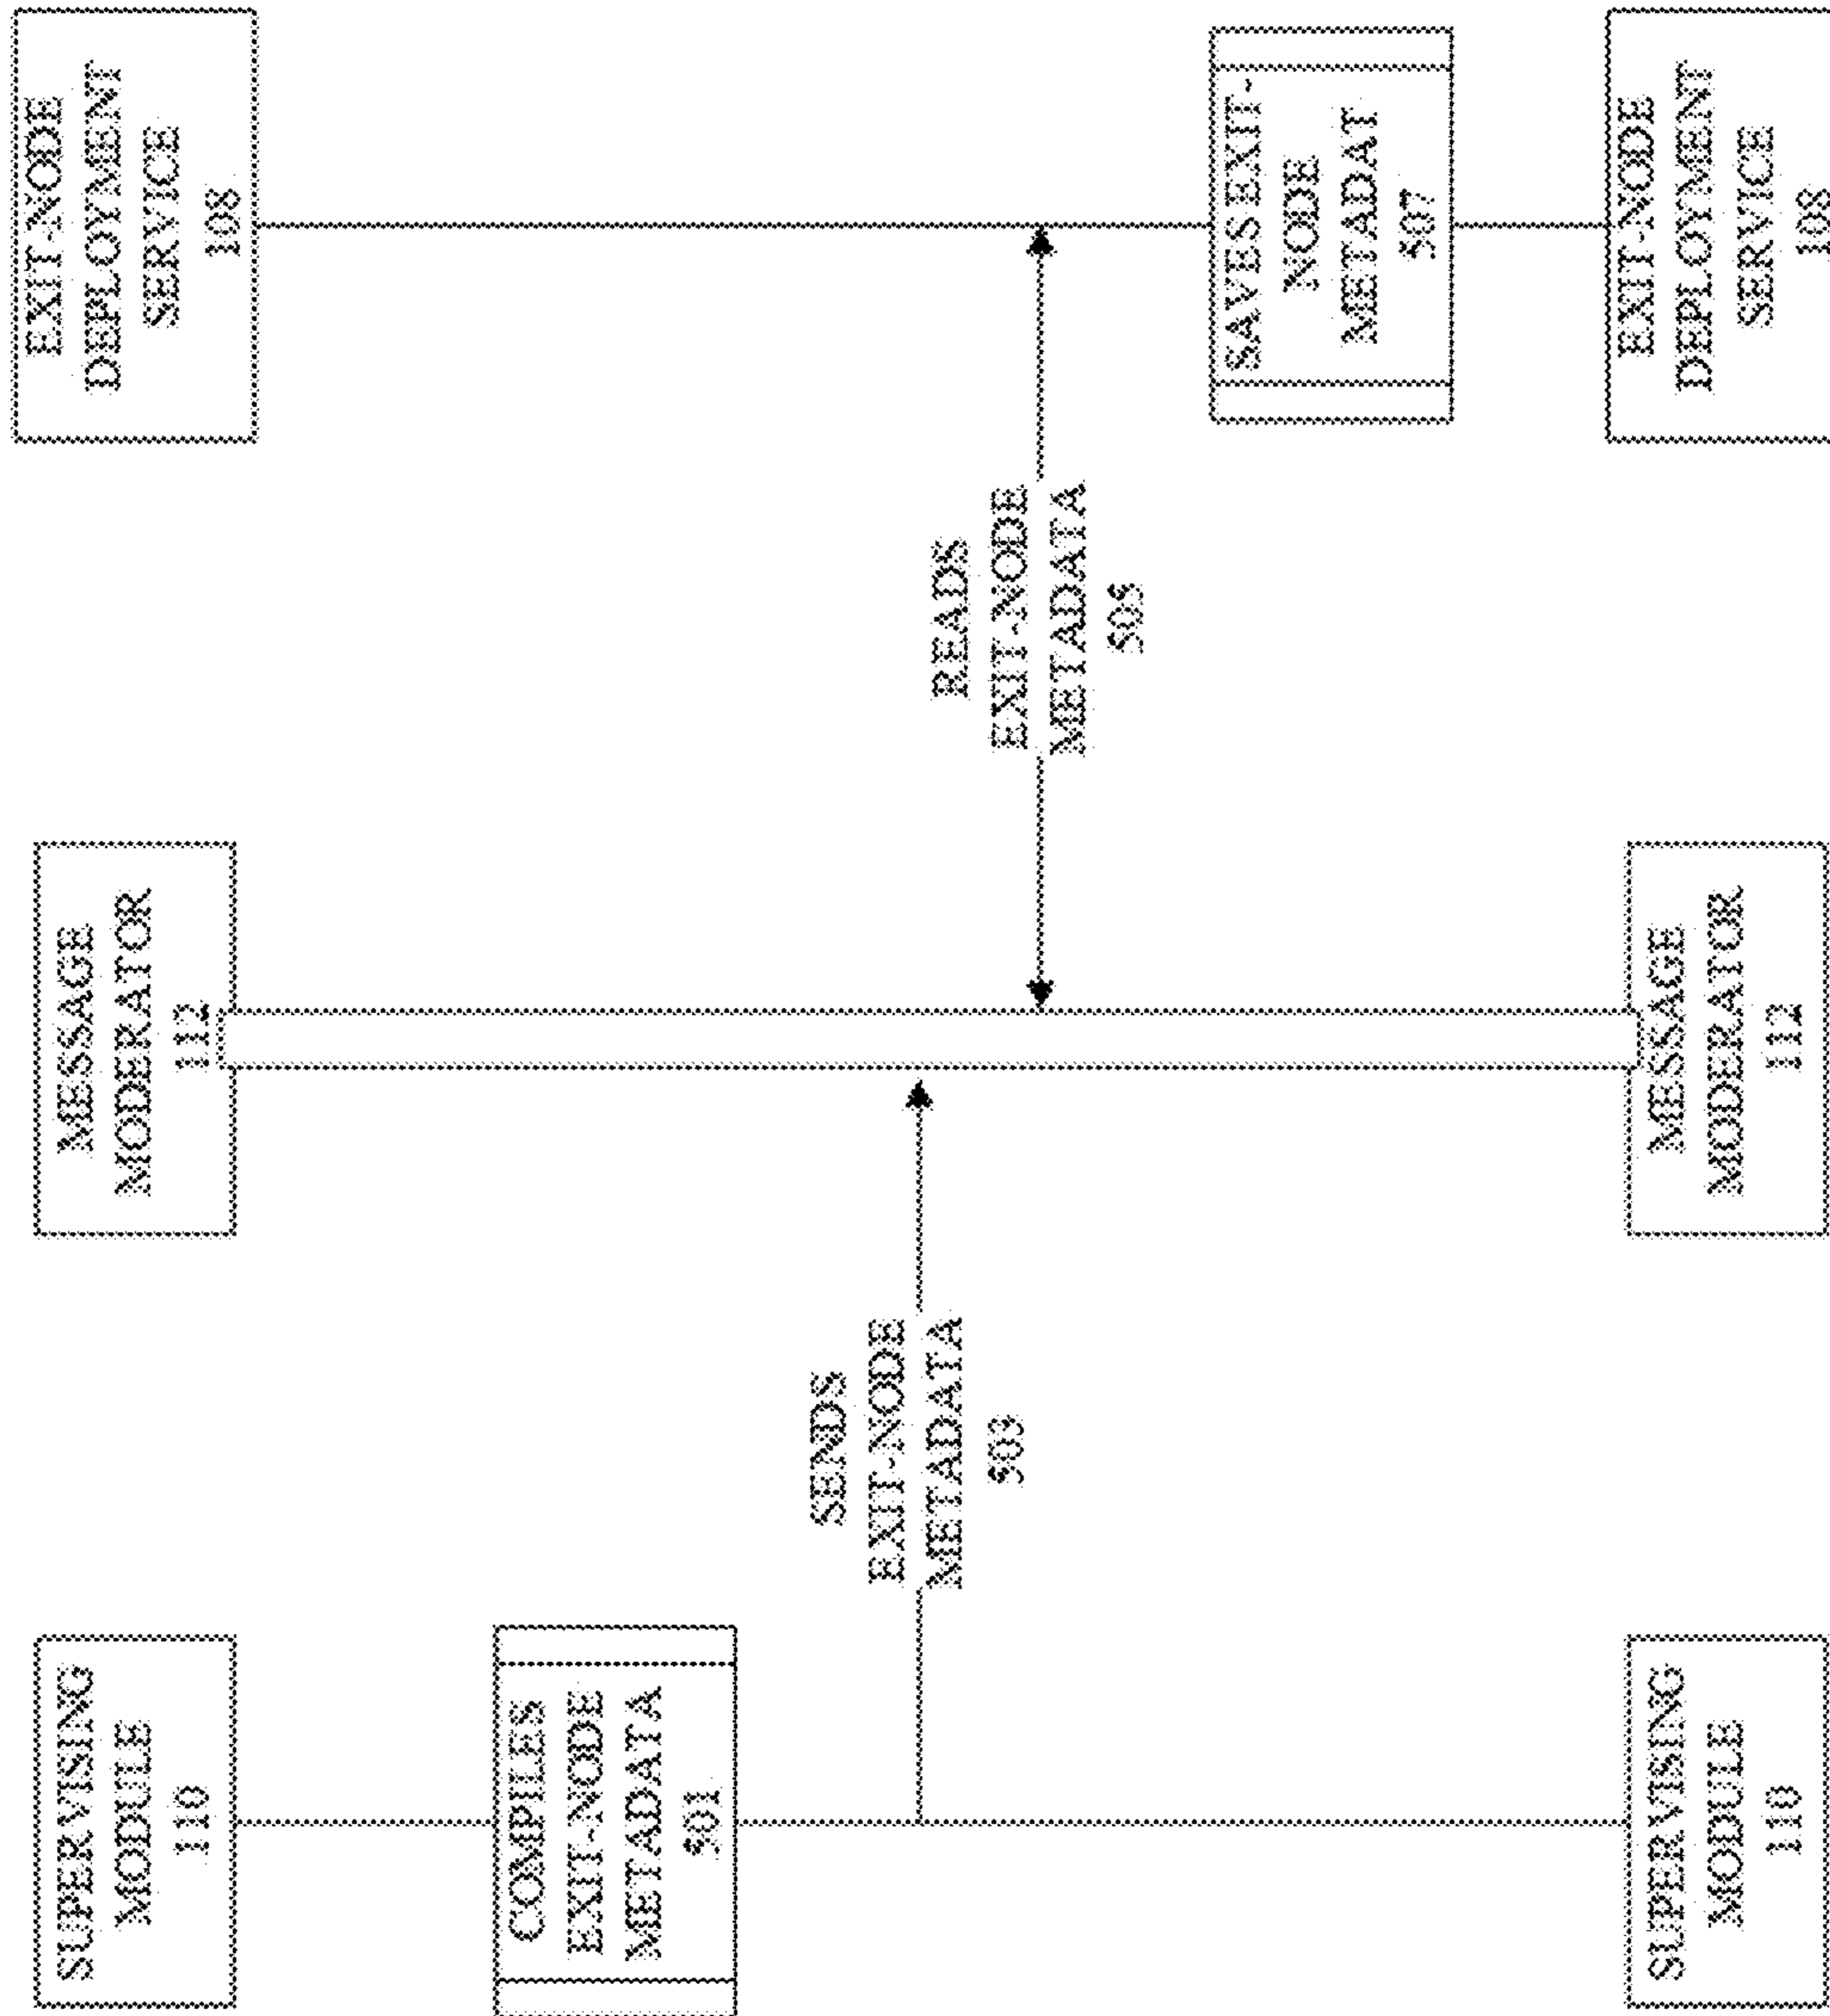 SUPERVISING
MODULE
110
MESSAGE
MODERATOR
112
EXIT-NODE
DEPLOYMENT
SERVICE
108
COMPILES
EXIT-NODE
METADATA
501
SENDS
EXIT-NODE
METADATA
503
READS
EXIT-NODE
METADATA
505
SAVES EXIT-
NODE
METADAT
507
SUPERVISING
MODULE
110
MESSAGE
MODERATOR
112
EXIT-NODE
DEPLOYMENT
SERVICE
108